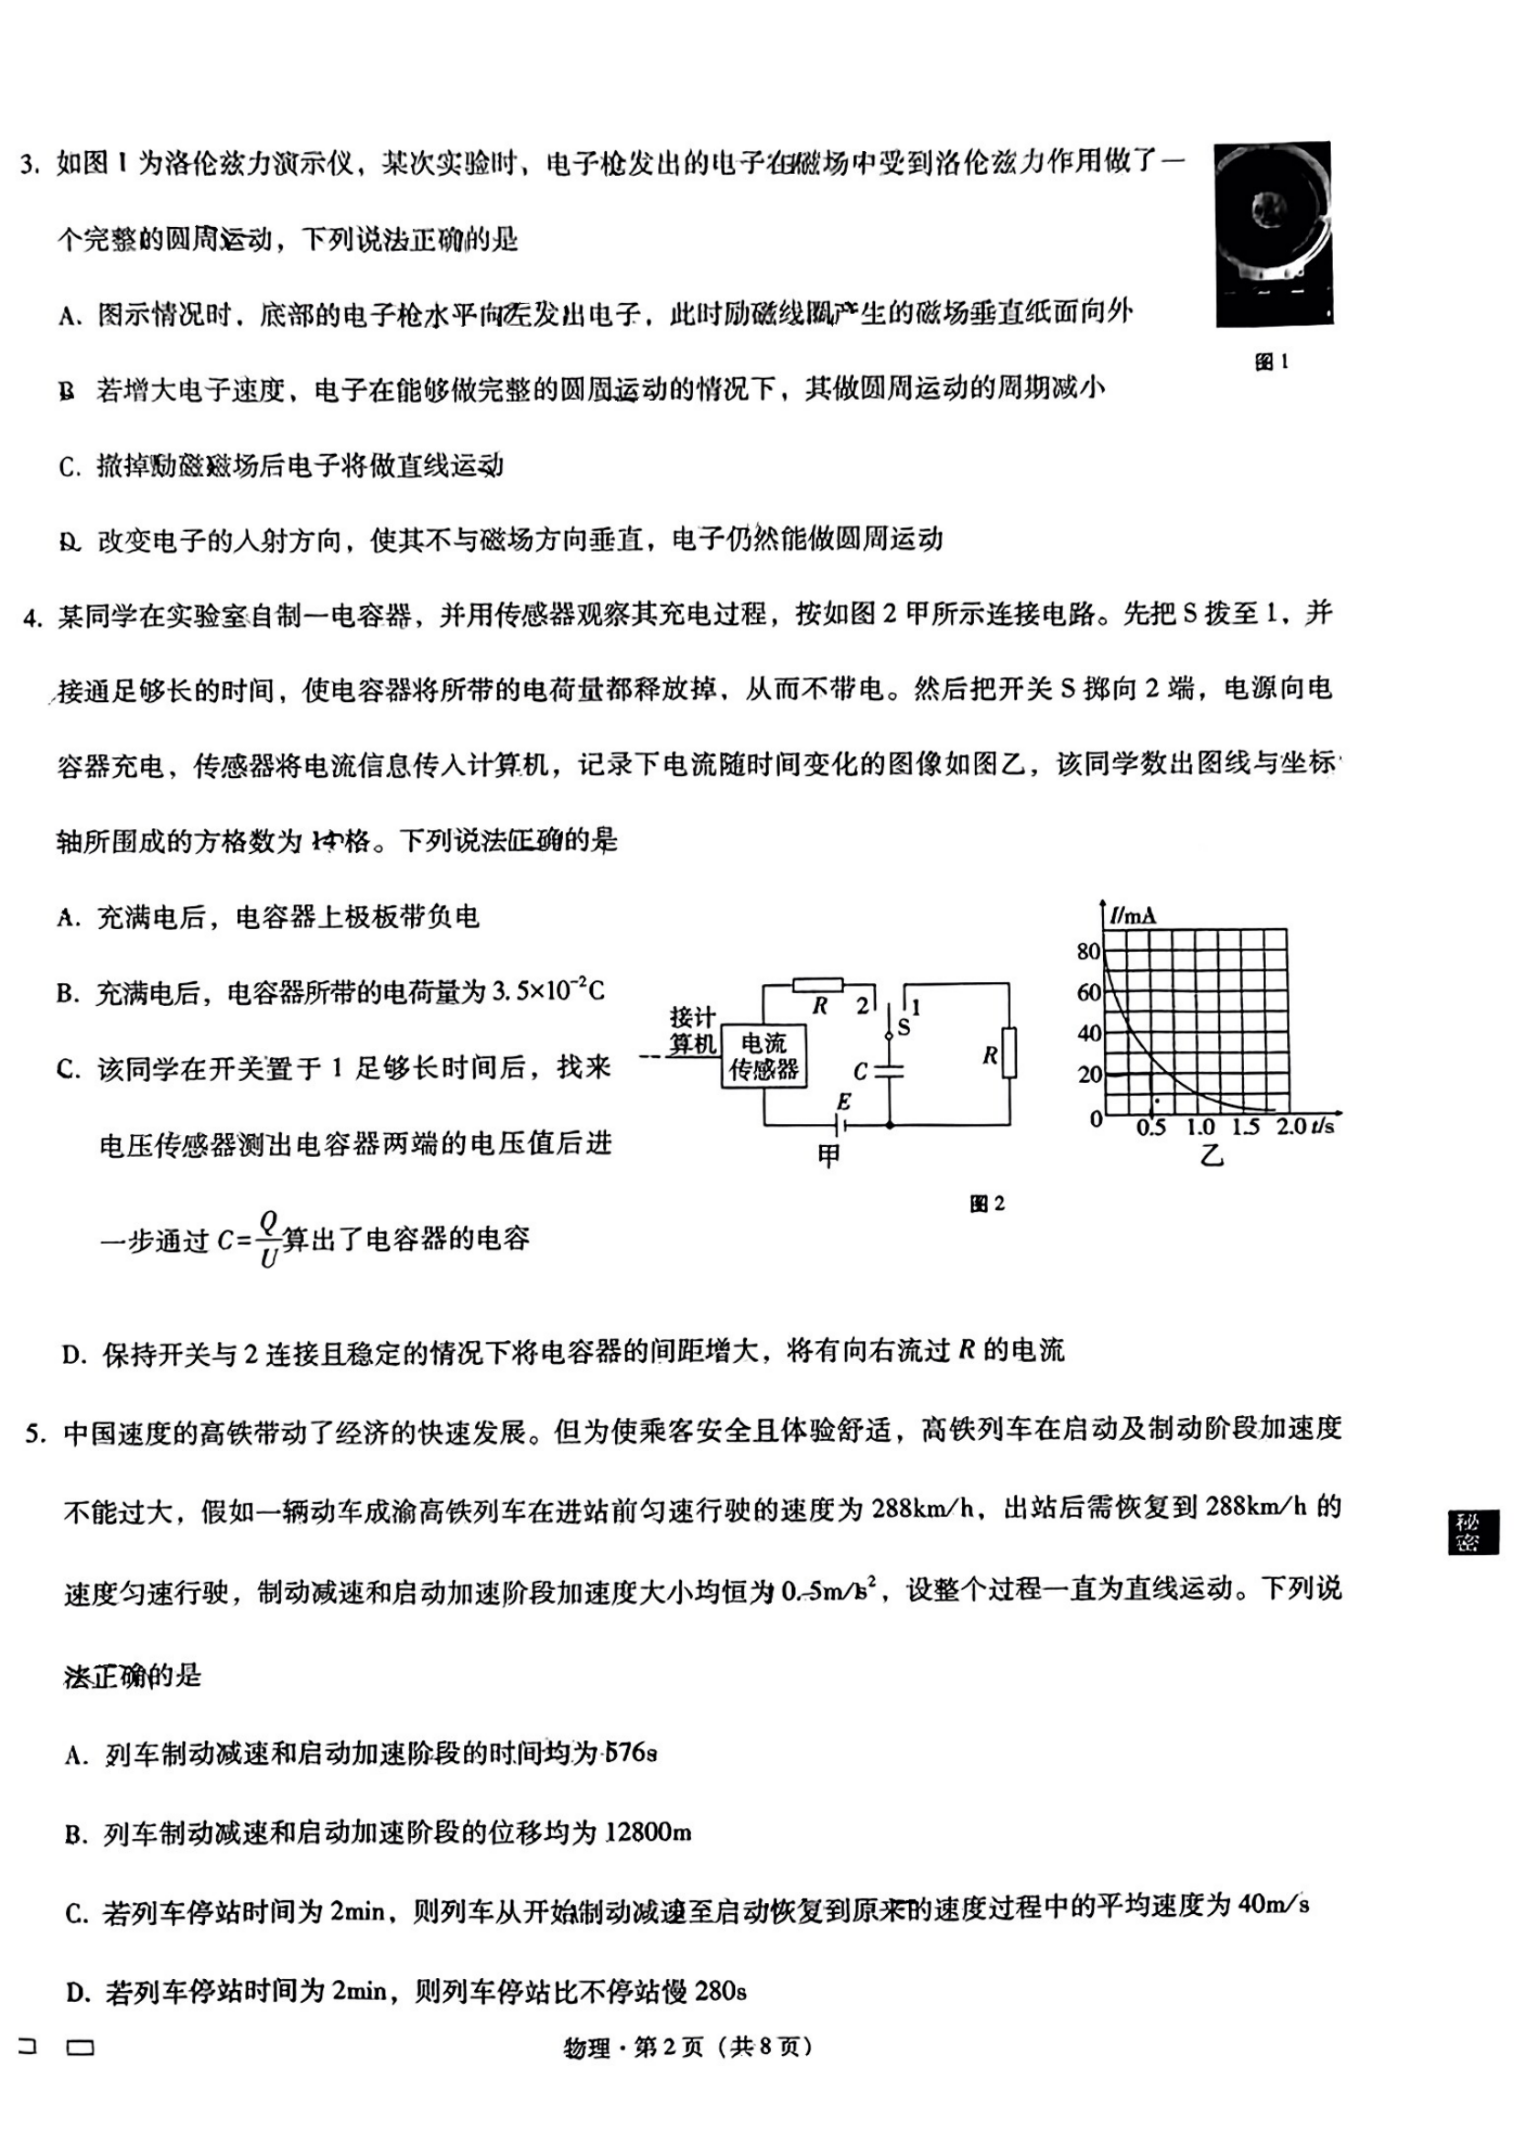 3. 如图1为洛伦兹力演示仪，某次实验时，电子枪发出的电子在磁场中受到洛伦兹力作用做了一
个完整的圆周运动，下列说法正确的是
A. 图示情况时，底部的电子枪水平向左发出电子，此时励磁线圈产生的磁场垂直纸面向外
图1
B 若增大电子速度，电子在能够做完整的圆周运动的情况下，其做圆周运动的周期减小
C. 撤掉励磁磁场后电子将做直线运动
D. 改变电子的入射方向，使其不与磁场方向垂直，电子仍然能做圆周运动
4. 某同学在实验室自制一电容器，并用传感器观察其充电过程，按如图2甲所示连接电路。先把S拨至1，并
接通足够长的时间，使电容器将所带的电荷量都释放掉，从而不带电。然后把开关S掷向2端，电源向电
容器充电，传感器将电流信息传入计算机，记录下电流随时间变化的图像如图乙，该同学数出图线与坐标
轴所围成的方格数为14格。下列说法正确的是
A. 充满电后，电容器上极板带负电
B. 充满电后，电容器所带的电荷量为3.5×10⁻²C
C. 该同学在开关置于1足够长时间后，找来
电压传感器测出电容器两端的电压值后进
一步通过C=Q/U算出了电容器的电容
接计
算机
电流
传感器
R
2
1
S
C
R
E
甲
I/mA
80
60
40
20
0
0.5 1.0 1.5 2.0 t/s
乙
图2
D. 保持开关与2连接且稳定的情况下将电容器的间距增大，将有向右流过R的电流
5. 中国速度的高铁带动了经济的快速发展。但为使乘客安全且体验舒适，高铁列车在启动及制动阶段加速度
不能过大，假如一辆动车成渝高铁列车在进站前匀速行驶的速度为288km/h，出站后需恢复到288km/h的
速度匀速行驶，制动减速和启动加速阶段加速度大小均恒为0.5m/s²，设整个过程一直为直线运动。下列说
法正确的是
A. 列车制动减速和启动加速阶段的时间均为576s
B. 列车制动减速和启动加速阶段的位移均为12800m
C. 若列车停站时间为2min，则列车从开始制动减速至启动恢复到原来的速度过程中的平均速度为40m/s
D. 若列车停站时间为2min，则列车停站比不停站慢280s
秘
密
物理·第2页（共8页）